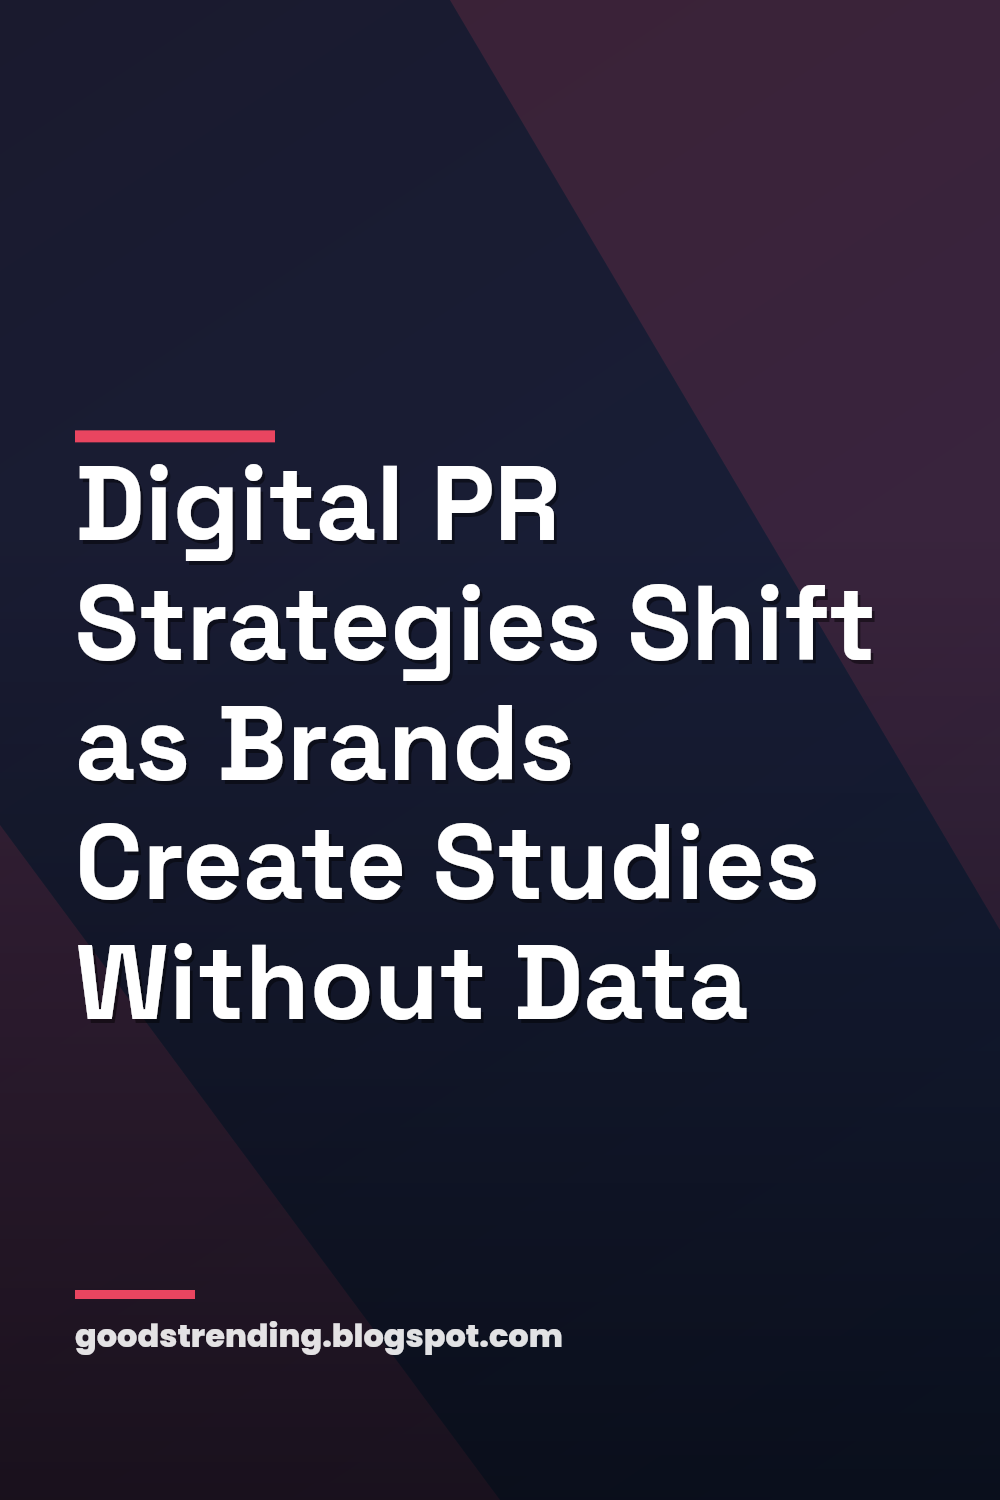 Digital PR
Strategies Shift
as Brands
Create Studies
Without Data
goodstrending.blogspot.com